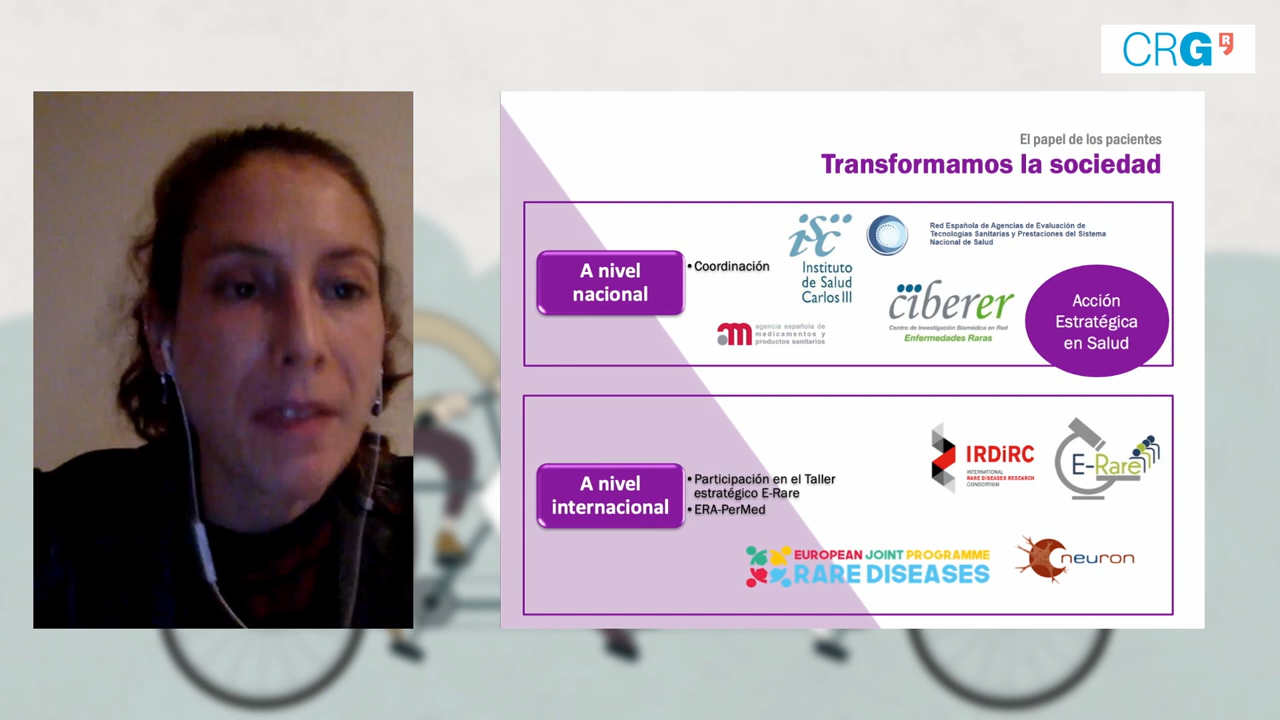 CRG R
El papel de los pacientes
Transformamos la sociedad
A nivel
nacional
• Coordinación
isc
Instituto
de Salud
Carlos III
Red Española de Agencias de Evaluación de
Tecnologías Sanitarias y Prestaciones del Sistema
Nacional de Salud
am
agencia española de
medicamentos y
productos sanitarios
ciberer
Centro de Investigación Biomédica en Red
Enfermedades Raras
Acción
Estratégica
en Salud
A nivel
internacional
• Participación en el Taller
estratégico E-Rare
• ERA-PerMed
IRDiRC
INTERNATIONAL
RARE DISEASES RESEARCH
CONSORTIUM
E-Rare
EUROPEAN JOINT PROGRAMME
RARE DISEASES
neuron